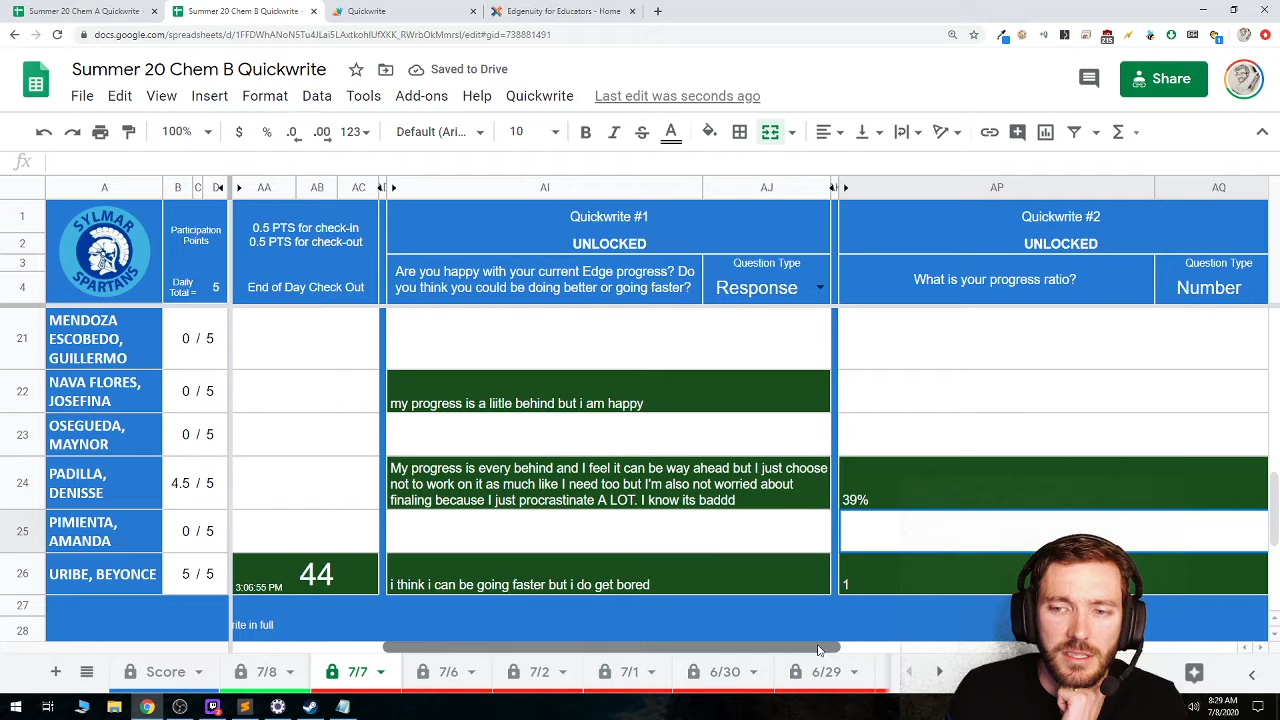 Summer 20 Chem A Quickwrite
Summer 20 Chem B Quickwrite
Quickwrite
Edgenuity for Educators - Home
215
1
Summer 20 Chem B Quickwrite
Saved to Drive
Share
File Edit View Insert Format Data Tools Add-ons Help Quickwrite Last edit was seconds ago
100% $ % .0 .00 123 Default (Ari... 10 B I S A Σ
fx
A B C D AA AB AC AI AJ AP AQ
1
2
3
4
SYLMAR
SPARTANS
Participation
Points
Daily
Total = 5
0.5 PTS for check-In
0.5 PTS for check-out
End of Day Check Out
Quickwrite #1
UNLOCKED
Are you happy with your current Edge progress? Do
you think you could be doing better or going faster?
Question Type
Response
Quickwrite #2
UNLOCKED
What is your progress ratio?
Question Type
Number
21
MENDOZA
ESCOBEDO,
GUILLERMO
0 / 5
22
NAVA FLORES,
JOSEFINA
0 / 5
my progress is a liitle behind but i am happy
23
OSEGUEDA,
MAYNOR
0 / 5
24
PADILLA,
DENISSE
4.5 / 5
My progress is every behind and I feel it can be way ahead but I just choose
not to work on it as much like I need too but I'm also not worried about
finaling because I just procrastinate A LOT. I know its baddd
39%
25
PIMIENTA,
AMANDA
0 / 5
26
URIBE, BEYONCE
5 / 5
3:06:55 PM
44
i think i can be going faster but i do get bored
1
27
28
rite in full
Score 7/8 7/7 7/6 7/2 7/1 6/30 6/29
8:29 AM
7/8/2020